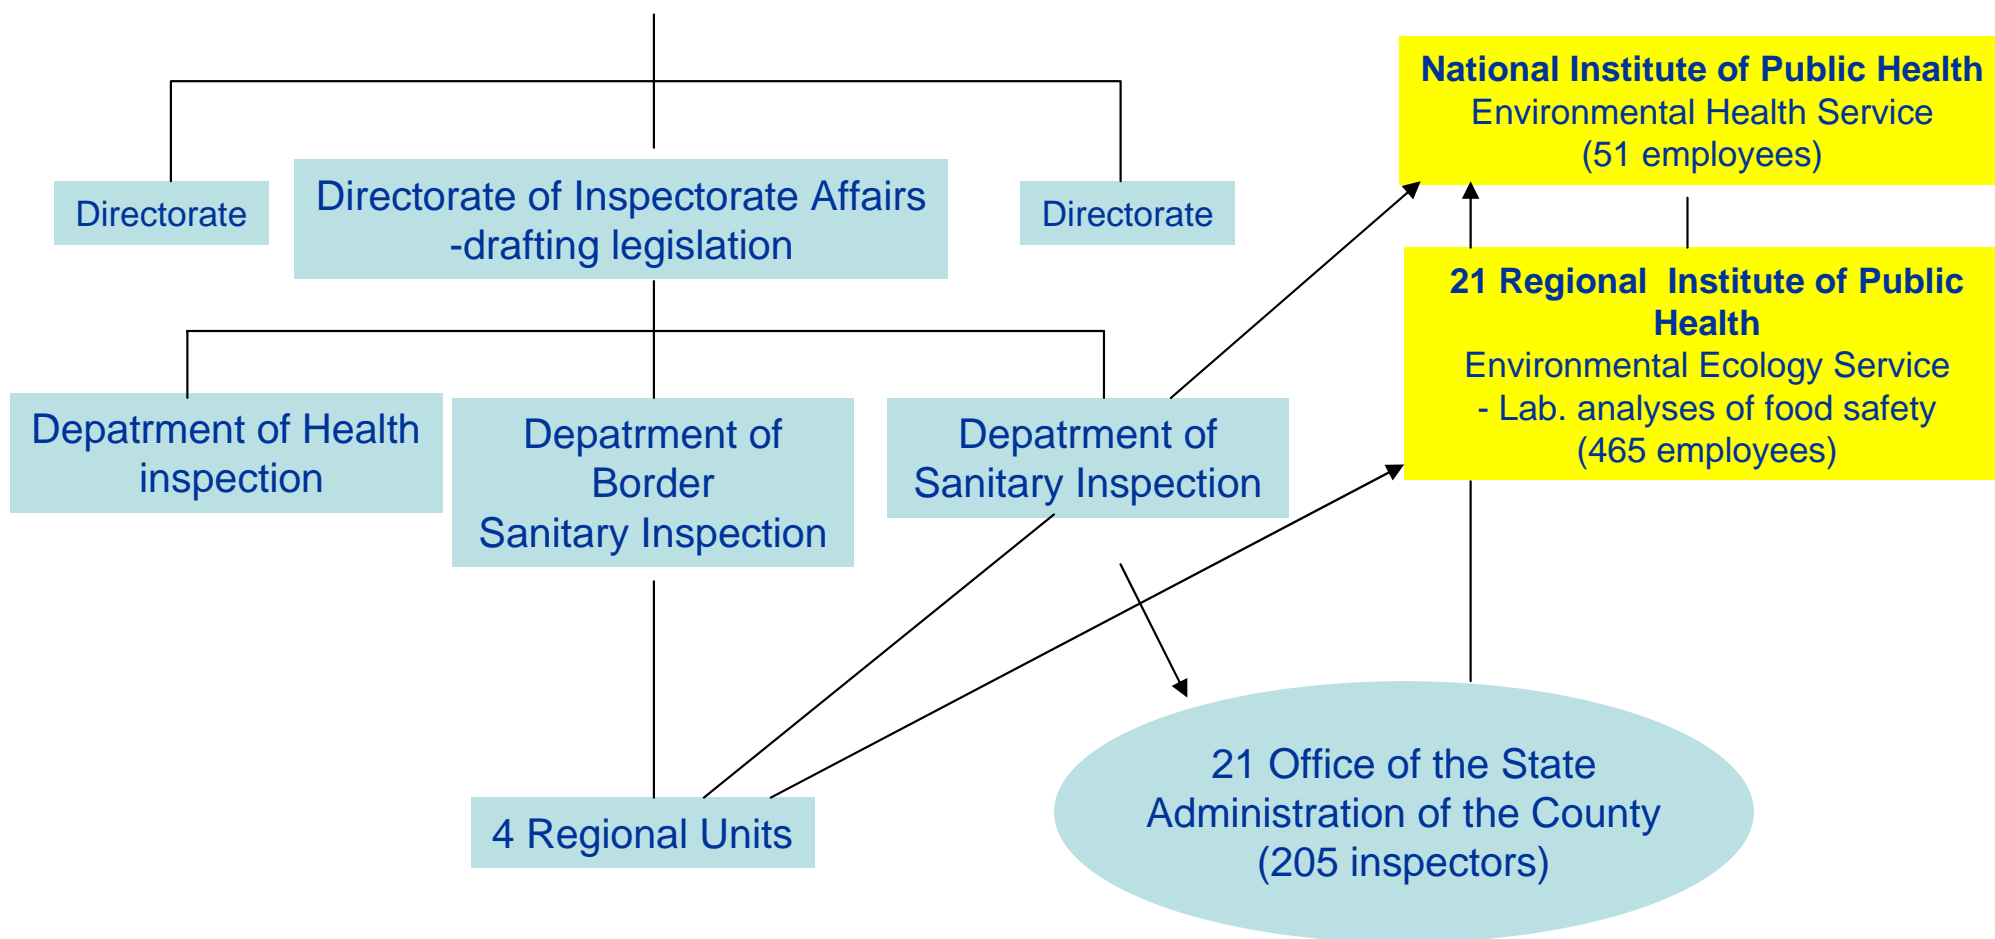 National Institute of Public Health
Environmental Health Service
(51 employees)
Directorate
Directorate of Inspectorate Affairs
-drafting legislation
Directorate
21 Regional  Institute of Public
Health
Environmental Ecology Service
- Lab. analyses of food safety
(465 employees)
Depatrment of Health
inspection
Depatrment of
Border
Sanitary Inspection
Depatrment of
Sanitary Inspection
4 Regional Units
21 Office of the State
Administration of the County
(205 inspectors)